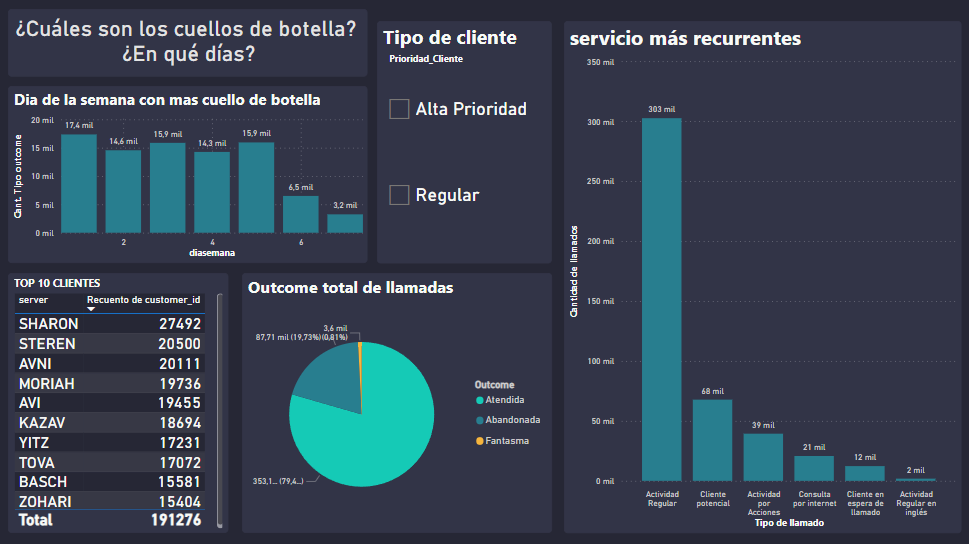 ¿Cuáles son los cuellos de botella?
¿En qué días?
Dia de la semana con mas cuello de botella
Cant. Tipo outcome
20 mil
15 mil
10 mil
5 mil
0 mil
17,4 mil
14,6 mil
15,9 mil
14,3 mil
15,9 mil
6,5 mil
3,2 mil
2
4
6
diasemana
Tipo de cliente
Prioridad_Cliente
Alta Prioridad
Regular
servicio más recurrentes
Cantidad de llamados
350 mil
300 mil
250 mil
200 mil
150 mil
100 mil
50 mil
0 mil
303 mil
68 mil
39 mil
21 mil
12 mil
2 mil
Actividad
Regular
Cliente
potencial
Actividad
por
Acciones
Consulta
por internet
Cliente en
espera de
llamado
Actividad
Regular en
inglés
Tipo de llamado
TOP 10 CLIENTES
server Recuento de customer_id
SHARON 27492
STEREN 20500
AVNI 20111
MORIAH 19736
AVI 19455
KAZAV 18694
YITZ 17231
TOVA 17072
BASCH 15581
ZOHARI 15404
Total 191276
Outcome total de llamadas
3,6 mil
(0,81%)
87,71 mil (19,73%)
353,1... (79,4...)
Outcome
Atendida
Abandonada
Fantasma